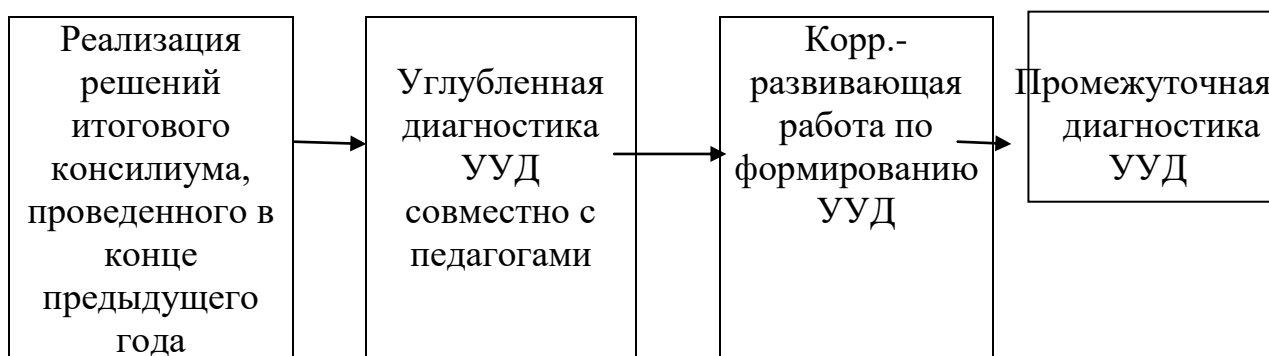 Реализация
решений
итогового
консилиума,
проведенного в
конце
предыдущего
года
Углубленная
диагностика
УУД
совместно с
педагогами
Корр.-
развивающая
работа по
формированию
УУД
Промежуточная
диагностика
УУД